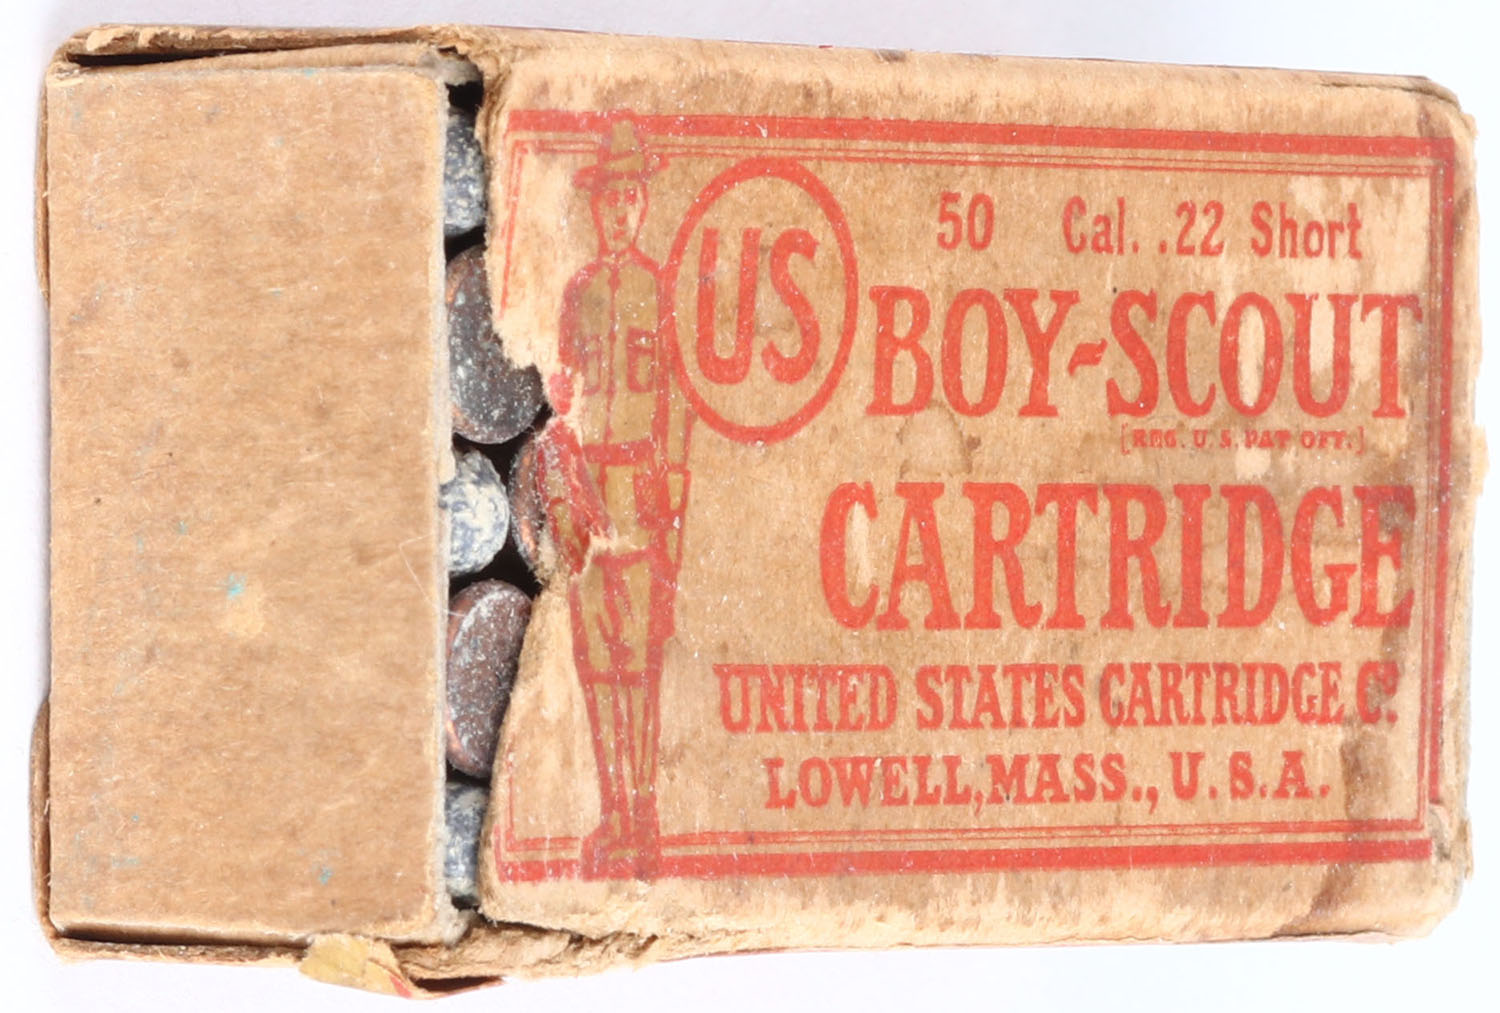 50 Cal. .22 Short
US
BOY-SCOUT
[REG. U. S. PAT OFF.]
CARTRIDGE
UNITED STATES CARTRIDGE Cº.
LOWELL, MASS., U. S. A.